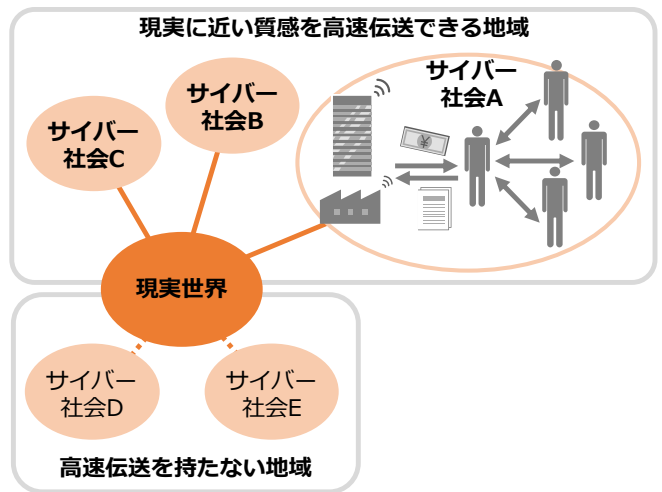 現実に近い質感を高速伝送できる地域
サイバー
社会A
サイバー
社会B
サイバー
社会C
¥
現実世界
サイバー
社会D
サイバー
社会E
高速伝送を持たない地域